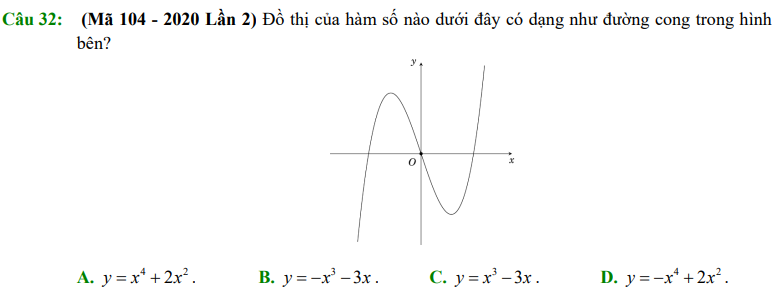 Câu 32: (Mã 104 - 2020 Lần 2) Đồ thị của hàm số nào dưới đây có dạng như đường cong trong hình
bên?
y
O
x
A. y = x⁴ + 2x². B. y = −x³ − 3x. C. y = x³ − 3x. D. y = −x⁴ + 2x².